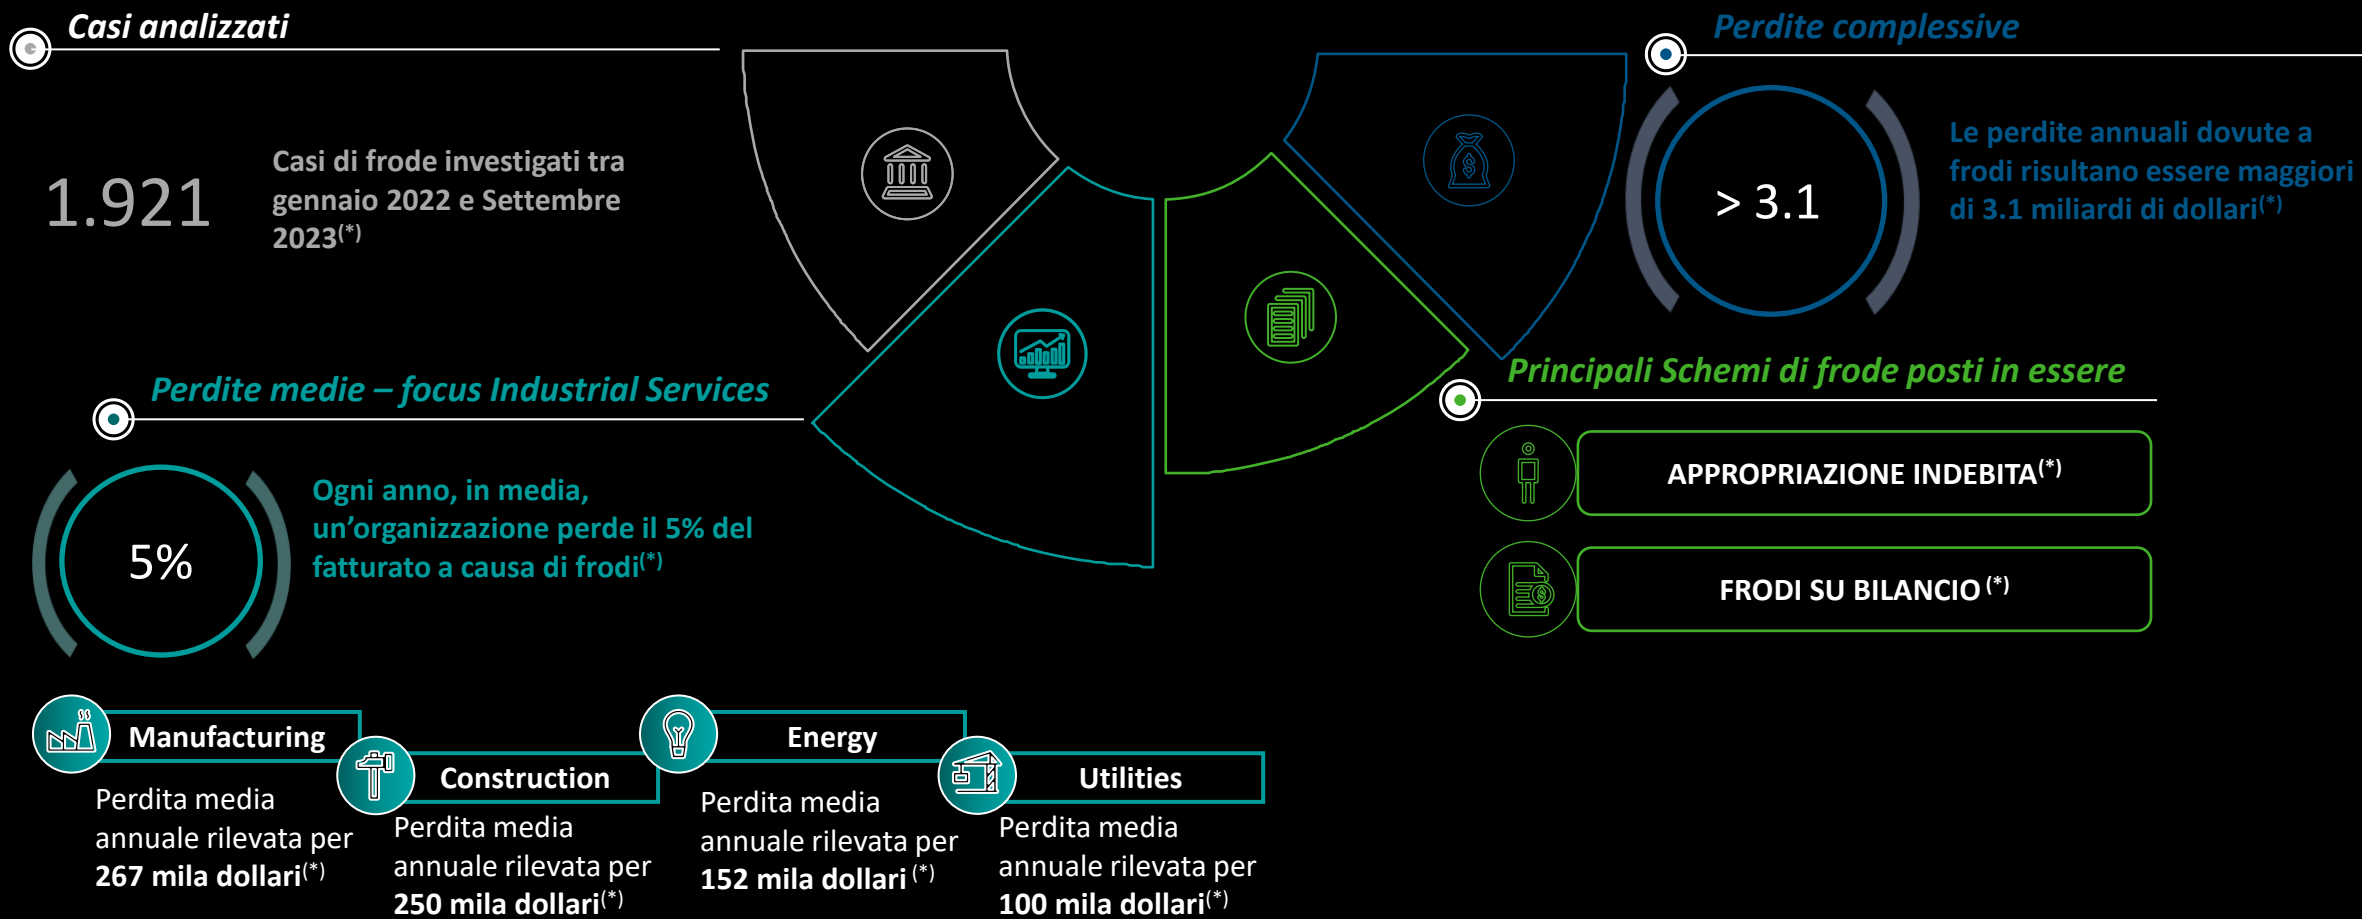 Casi analizzati
1.921
Casi di frode investigati tra
gennaio 2022 e Settembre
2023(*)
Perdite complessive
> 3.1
Le perdite annuali dovute a
frodi risultano essere maggiori
di 3.1 miliardi di dollari(*)
Perdite medie – focus Industrial Services
5%
Ogni anno, in media,
un’organizzazione perde il 5% del
fatturato a causa di frodi(*)
Principali Schemi di frode posti in essere
APPROPRIAZIONE INDEBITA(*)
FRODI SU BILANCIO (*)
Manufacturing
Perdita media
annuale rilevata per
267 mila dollari(*)
Construction
Perdita media
annuale rilevata per
250 mila dollari(*)
Energy
Perdita media
annuale rilevata per
152 mila dollari (*)
Utilities
Perdita media
annuale rilevata per
100 mila dollari(*)